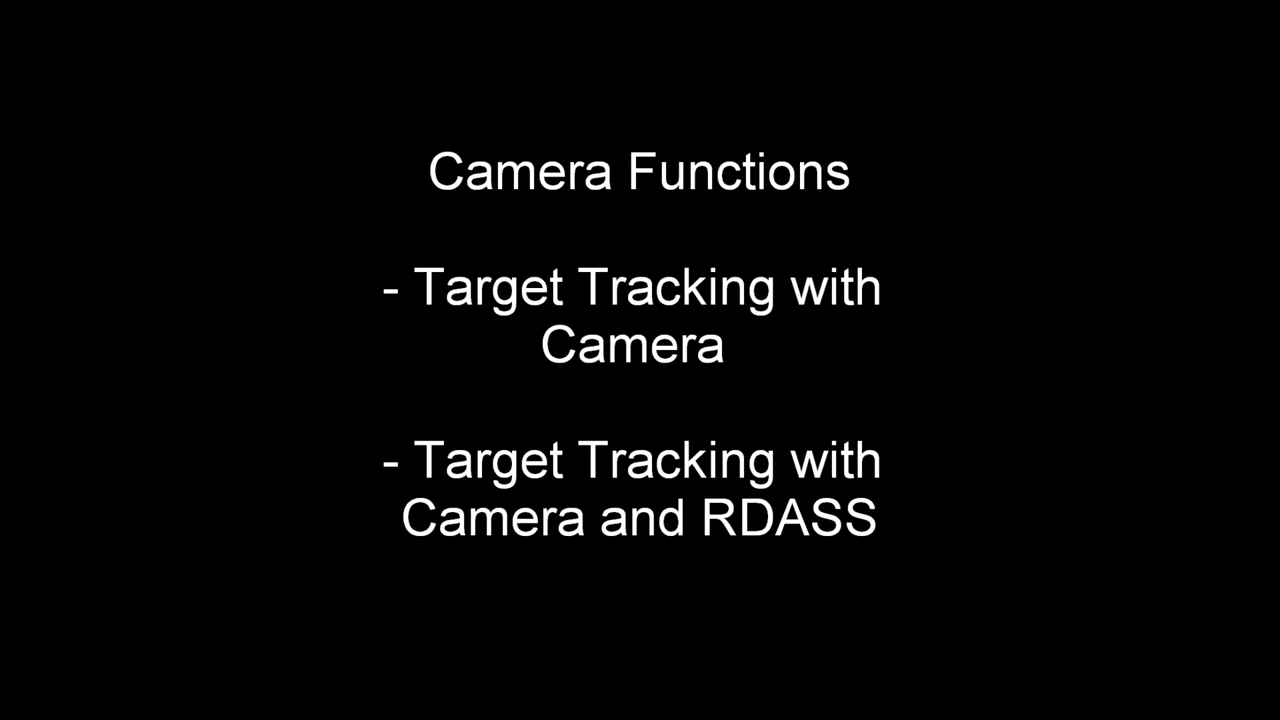 Camera Functions
- Target Tracking with
Camera
- Target Tracking with
Camera and RDASS